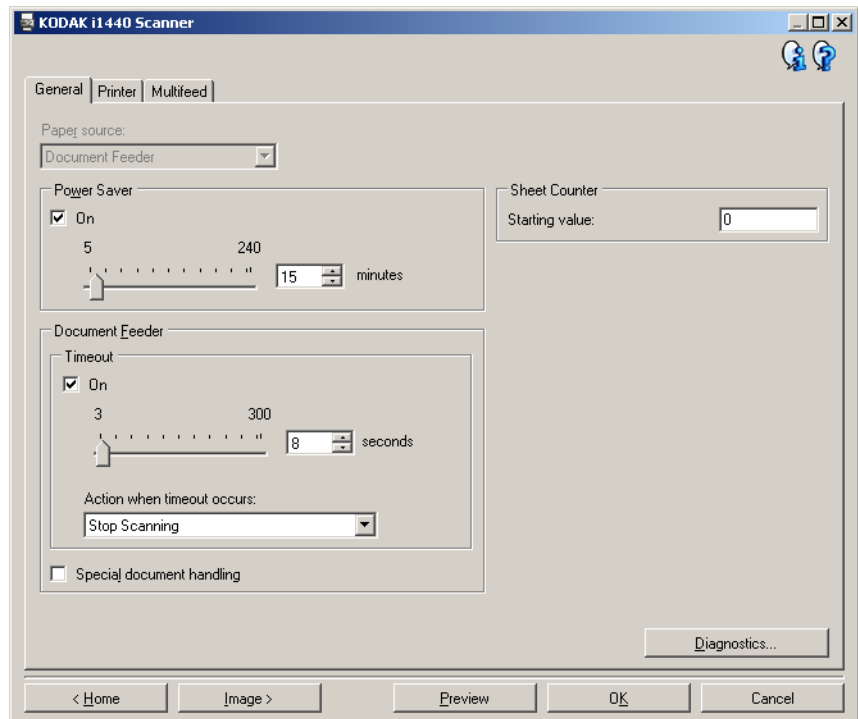 KODAK i1440 Scanner
General Printer Multifeed
Paper source:
Document Feeder
Power Saver
On
5 240
15 minutes
Sheet Counter
Starting value: 0
Document Feeder
Timeout
On
3 300
8 seconds
Action when timeout occurs:
Stop Scanning
Special document handling
Diagnostics...
< Home Image > Preview OK Cancel